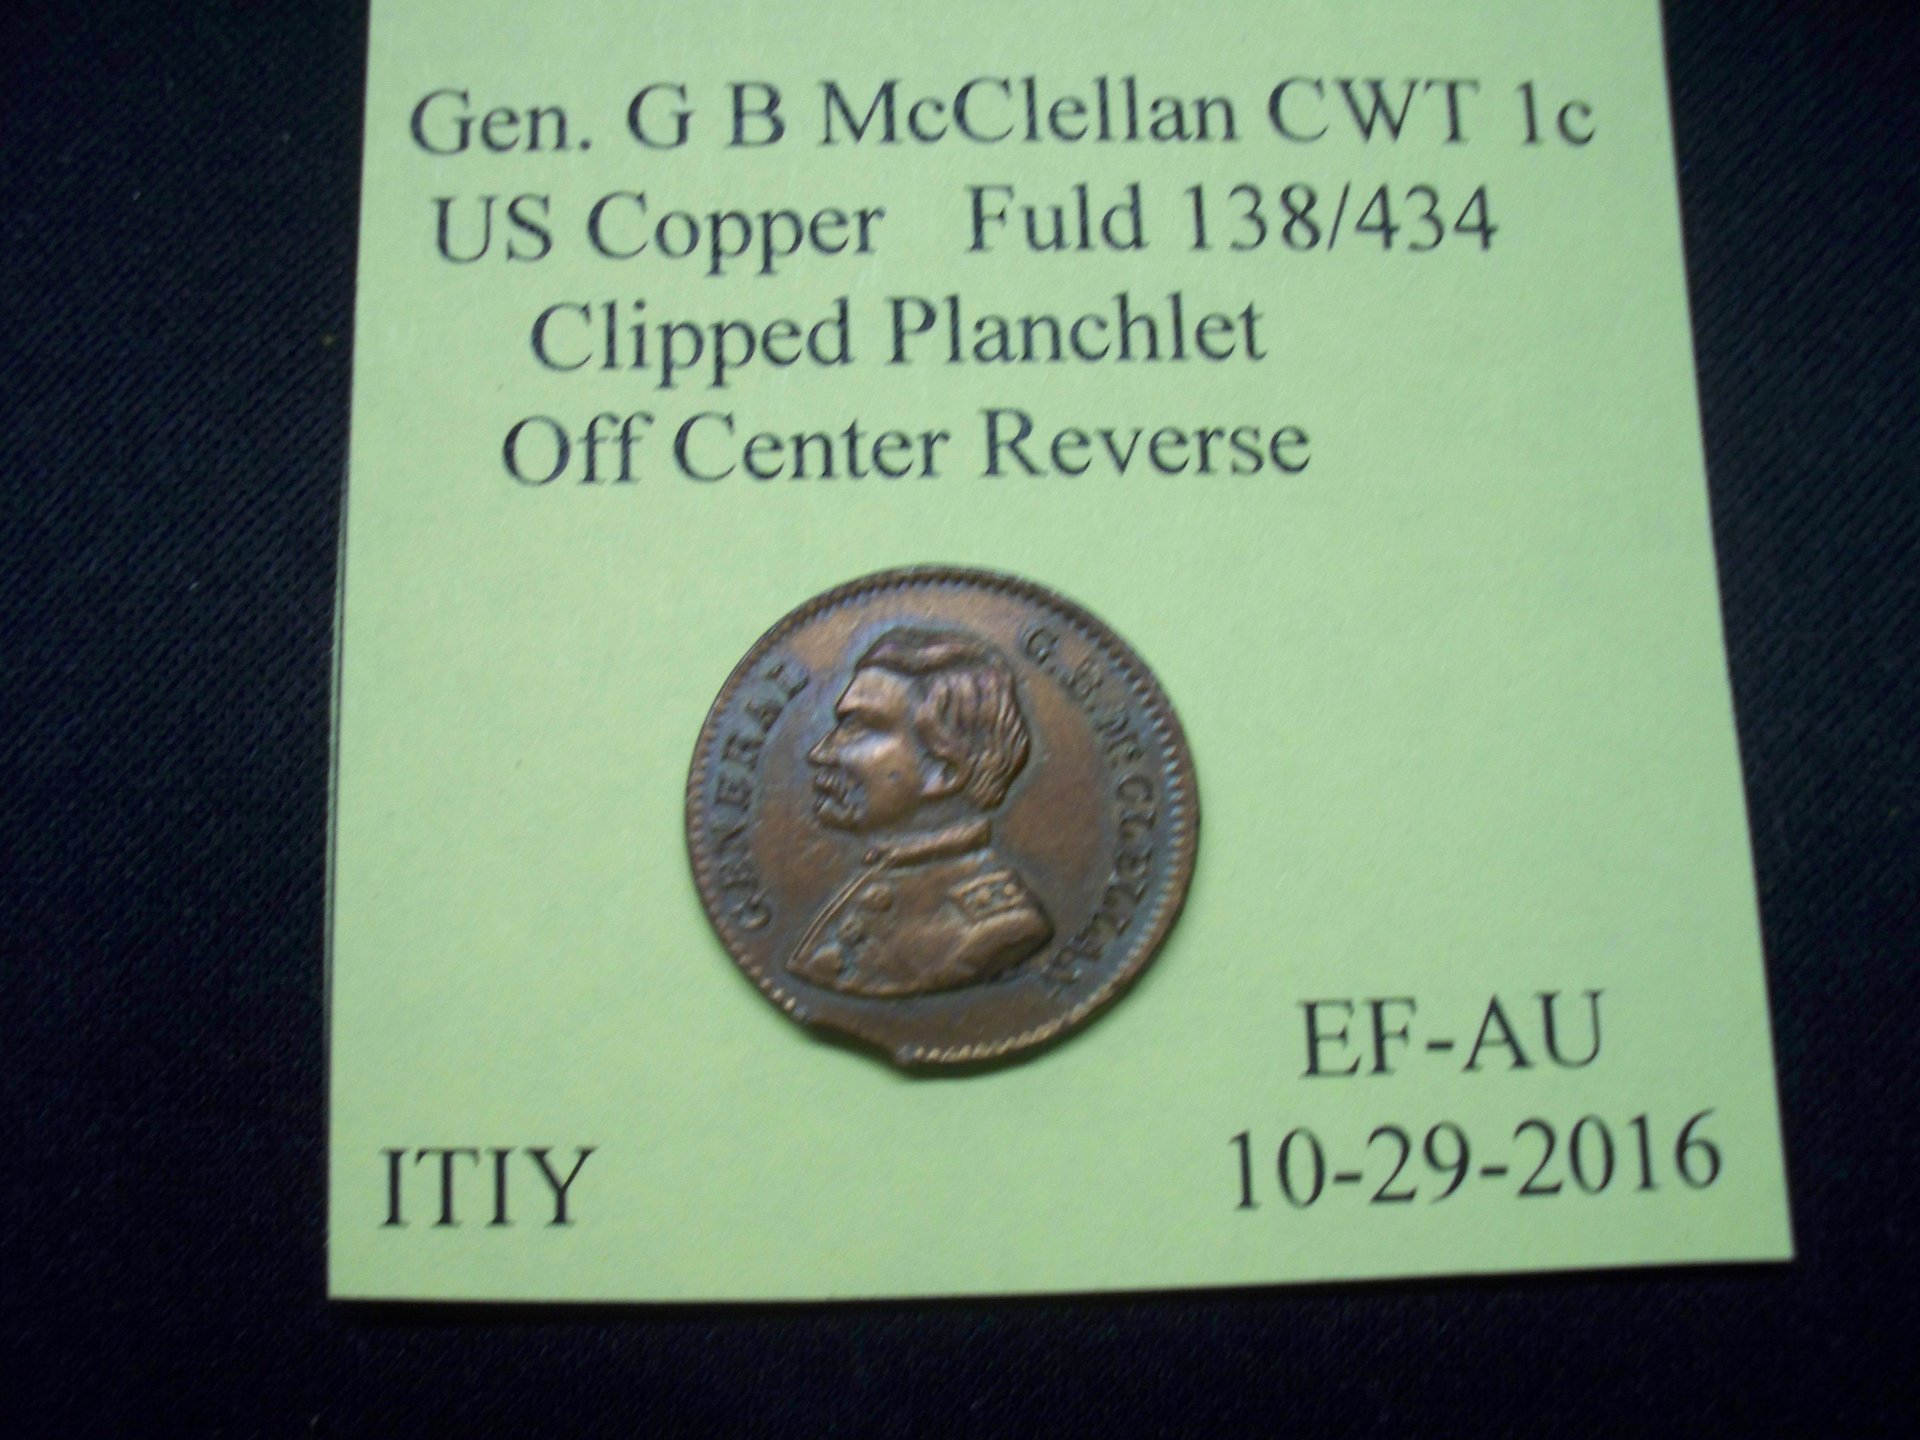 Gen. G B McClellan CWT 1c
US Copper Fuld 138/434
Clipped Planchlet
Off Center Reverse
GENERAL G. B. McCLELLAN
EF-AU
ITIY 10-29-2016